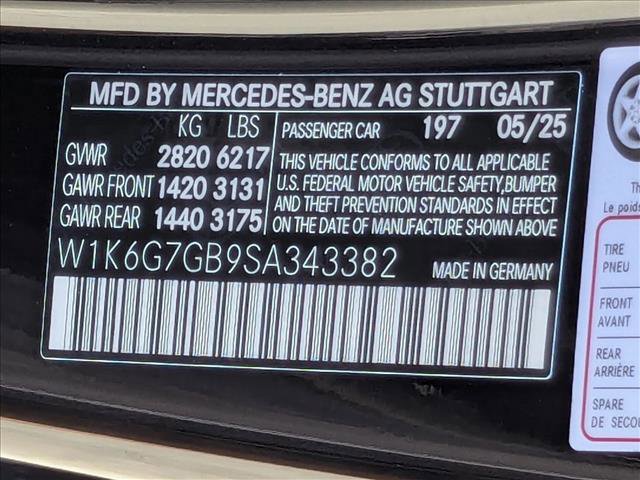 MFD BY MERCEDES-BENZ AG STUTTGART
KG LBS
GVWR 2820 6217
GAWR FRONT 1420 3131
GAWR REAR 1440 3175
PASSENGER CAR 197 05/25
THIS VEHICLE CONFORMS TO ALL APPLICABLE
U.S. FEDERAL MOTOR VEHICLE SAFETY,BUMPER
AND THEFT PREVENTION STANDARDS IN EFFECT
ON THE DATE OF MANUFACTURE SHOWN ABOVE
W1K6G7GB9SA343382
MADE IN GERMANY
Le poids
TIRE
PNEU
FRONT
AVANT
REAR
ARRIÈRE
SPARE
DE